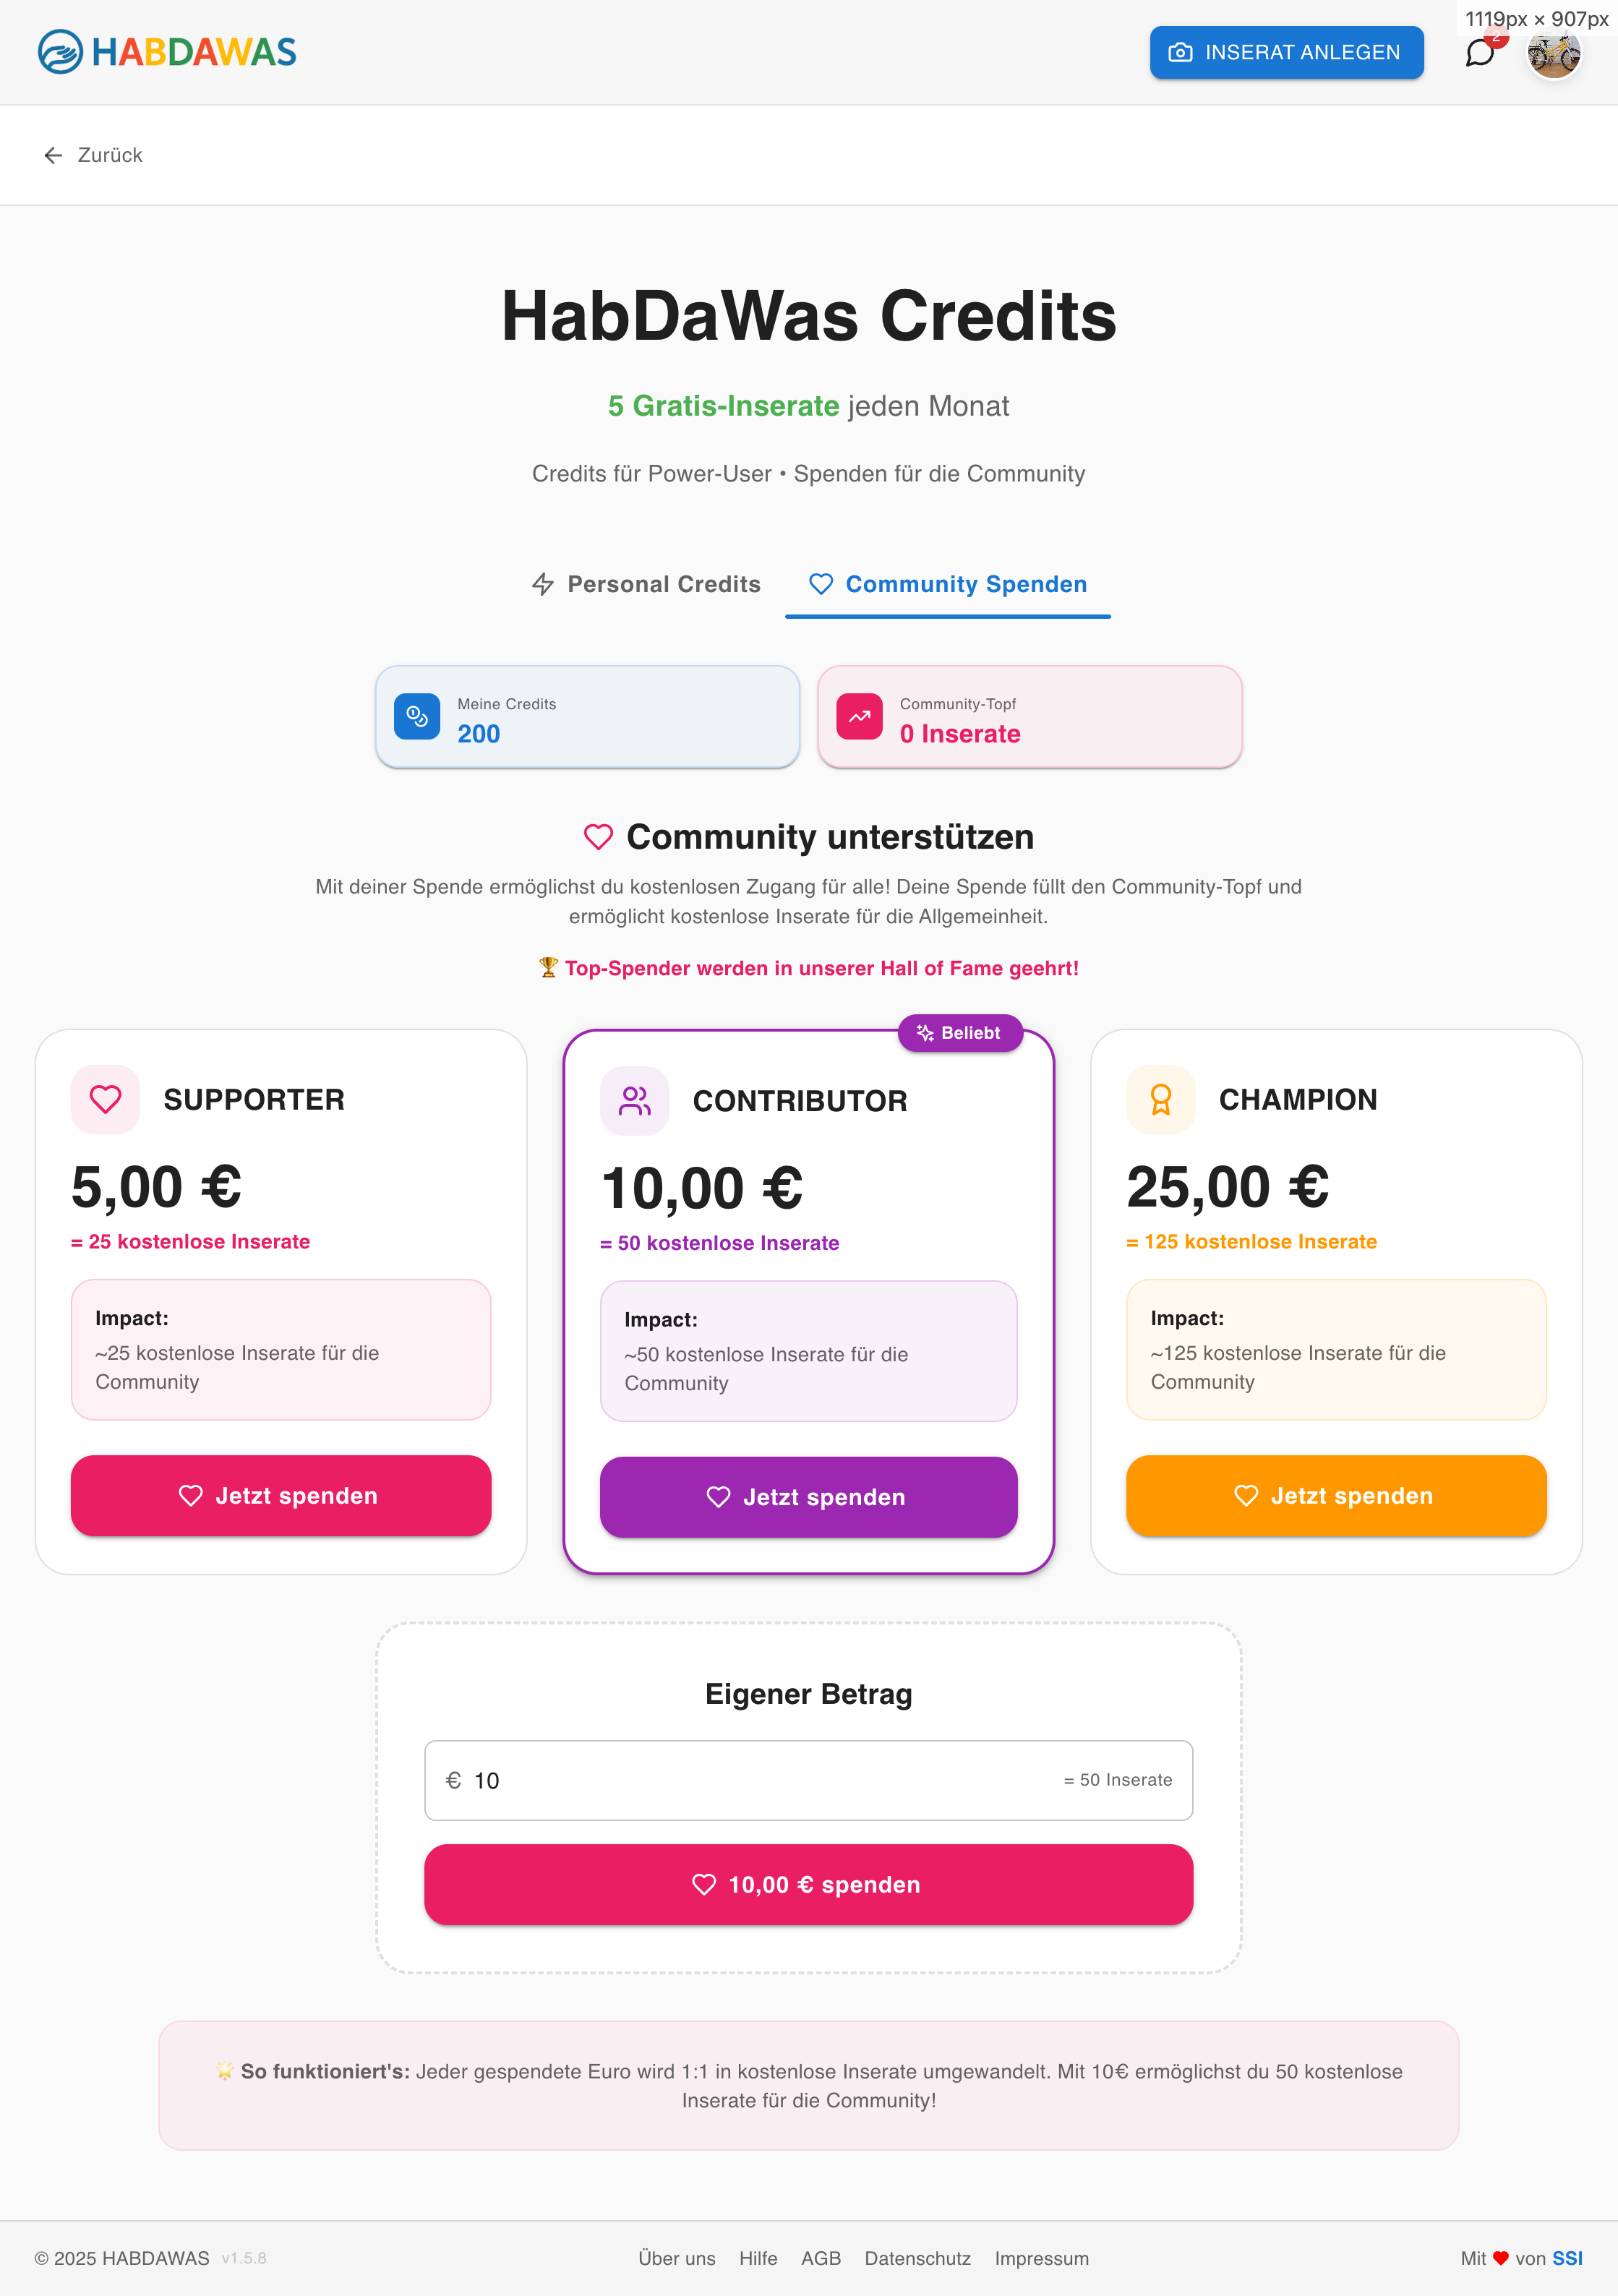 1119px × 907px
HABDAWAS
INSERAT ANLEGEN
2
Zurück
HabDaWas Credits
5 Gratis-Inserate jeden Monat
Credits für Power-User • Spenden für die Community
Personal Credits
Community Spenden
Meine Credits
200
Community-Topf
0 Inserate
Community unterstützen
Mit deiner Spende ermöglichst du kostenlosen Zugang für alle! Deine Spende füllt den Community-Topf und
ermöglicht kostenlose Inserate für die Allgemeinheit.
🏆 Top-Spender werden in unserer Hall of Fame geehrt!
SUPPORTER
5,00 €
= 25 kostenlose Inserate
Impact:
~25 kostenlose Inserate für die
Community
Jetzt spenden
Beliebt
CONTRIBUTOR
10,00 €
= 50 kostenlose Inserate
Impact:
~50 kostenlose Inserate für die
Community
Jetzt spenden
CHAMPION
25,00 €
= 125 kostenlose Inserate
Impact:
~125 kostenlose Inserate für die
Community
Jetzt spenden
Eigener Betrag
€ 10
= 50 Inserate
10,00 € spenden
🌟 So funktioniert's: Jeder gespendete Euro wird 1:1 in kostenlose Inserate umgewandelt. Mit 10€ ermöglichst du 50 kostenlose
Inserate für die Community!
© 2025 HABDAWAS v1.5.8
Über uns Hilfe AGB Datenschutz Impressum
Mit ❤️ von SSI